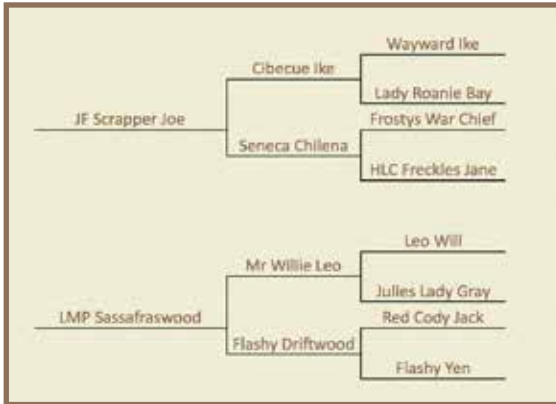 Wayward Ike
Cibecue Ike
Lady Roanie Bay
JF Scrapper Joe
Frostys War Chief
Seneca Chilena
HLC Freckles Jane
Leo Will
Mr Willie Leo
Julles Lady Gray
LMP Sassafraswood
Red Cody Jack
Flashy Driftwood
Flashy Yen